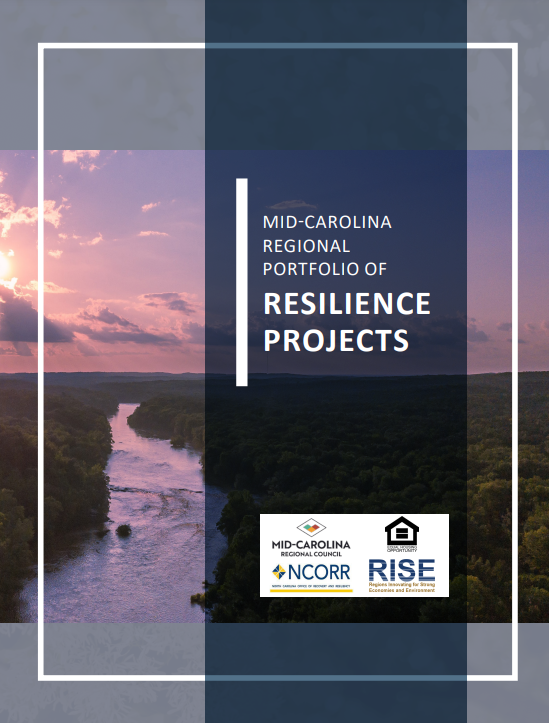 MID-CAROLINA
REGIONAL
PORTFOLIO OF
RESILIENCE
PROJECTS
MID-CAROLINA
REGIONAL COUNCIL
EQUAL HOUSING
OPPORTUNITY
NCORR
NORTH CAROLINA OFFICE OF RECOVERY AND RESILIENCY
RISE
Regions Innovating for Strong
Economies and Environment